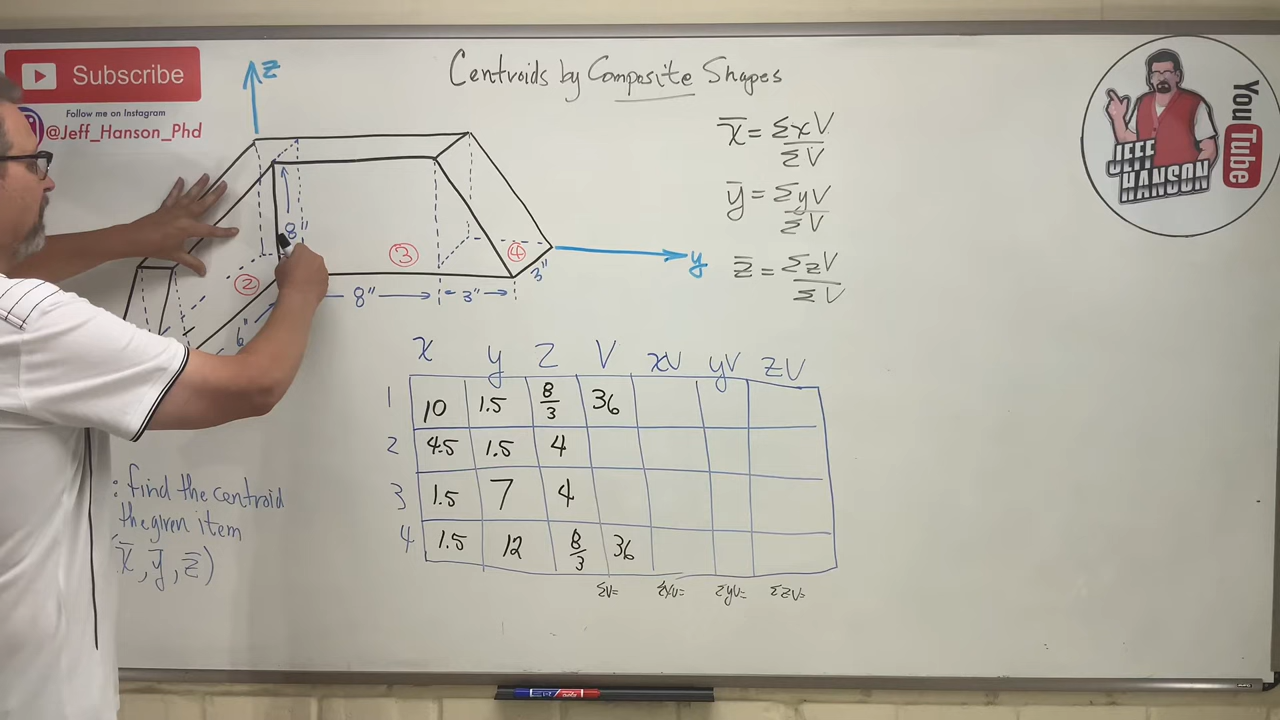 Subscribe
Follow me on Instagram
@Jeff_Hanson_Phd
Centroids by Composite Shapes
z
8"
2
3
4
y
3"
8"
3"
6"
x̄ = ΣxV / ΣV
ȳ = ΣyV / ΣV
z̄ = ΣzV / ΣV
x y z V xV yV zV
1 10 1.5 8/3 36
2 4.5 1.5 4
3 1.5 7 4
4 1.5 12 8/3 36
ΣV= ΣxV= ΣyV= ΣzV=
: find the centroid
the given item
x̄, ȳ, z̄)
JEFF
HANSON
YouTube